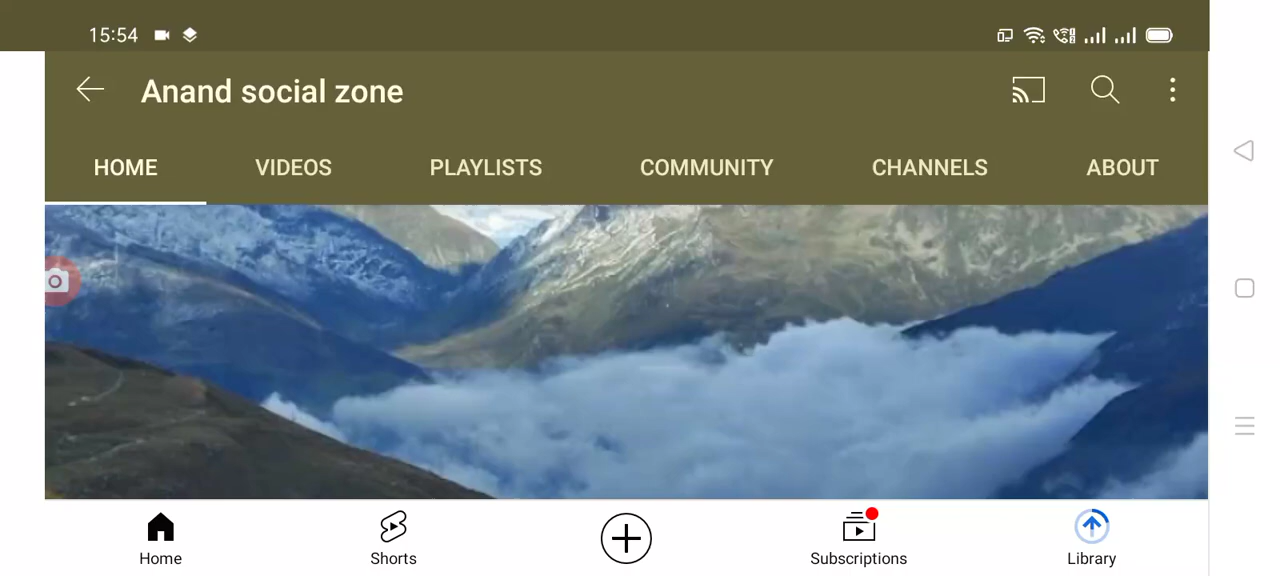 15:54
Anand social zone
HOME VIDEOS PLAYLISTS COMMUNITY CHANNELS ABOUT
Home Shorts Subscriptions Library